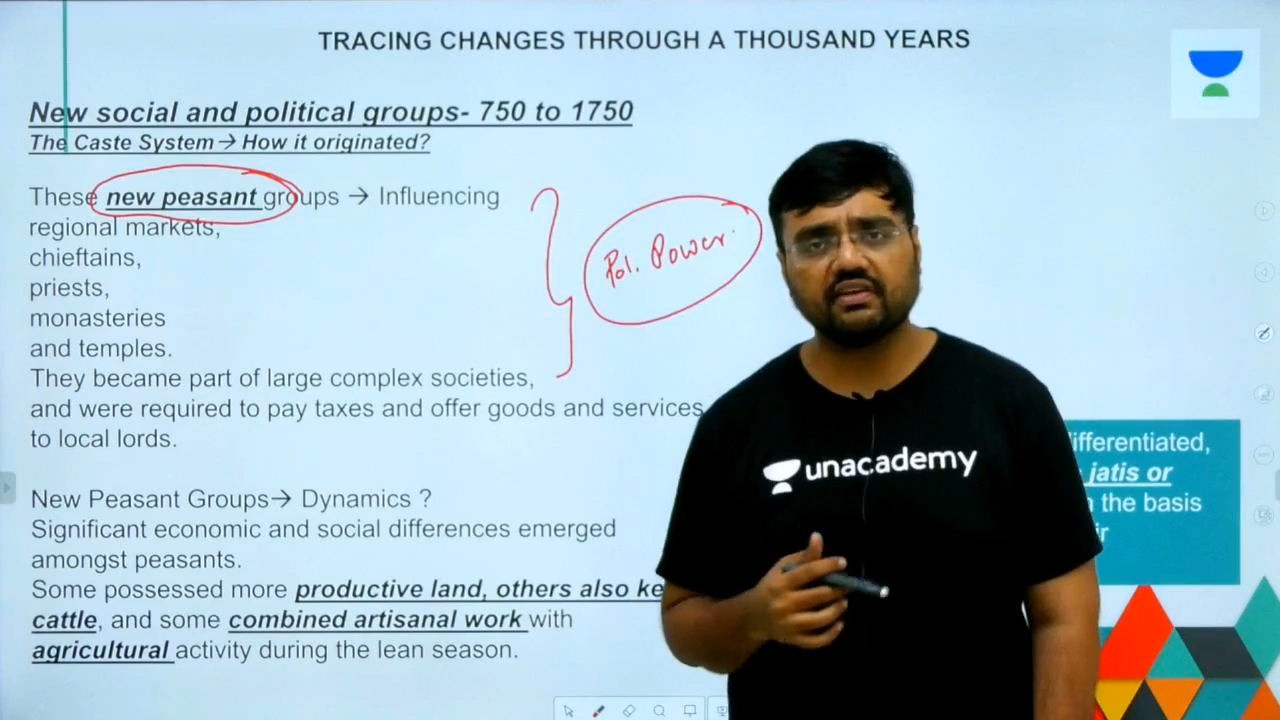 TRACING CHANGES THROUGH A THOUSAND YEARS
New social and political groups- 750 to 1750
The Caste System→ How it originated?
These new peasant groups → Influencing
regional markets,
chieftains,
priests,
monasteries
and temples.
They became part of large complex societies,
and were required to pay taxes and offer goods and services
to local lords.
Pol. Power.
New Peasant Groups→ Dynamics ?
Significant economic and social differences emerged
amongst peasants.
Some possessed more productive land, others also ke
cattle, and some combined artisanal work with
agricultural activity during the lean season.
ifferentiated,
jatis or
the basis
unacademy